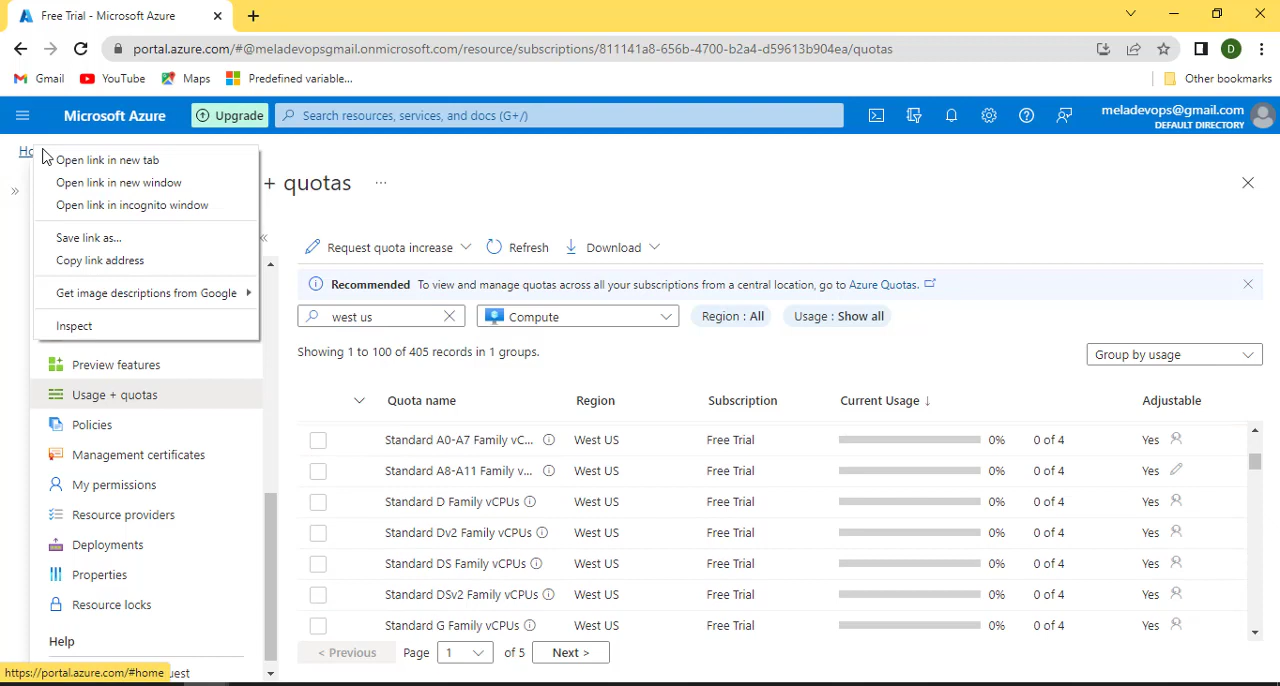 Free Trial - Microsoft Azure
portal.azure.com/#@meladevopsgmail.onmicrosoft.com/resource/subscriptions/811141a8-656b-4700-b2a4-d59613b904ea/quotas
D
Gmail YouTube Maps Predefined variable... Other bookmarks
Microsoft Azure Upgrade Search resources, services, and docs (G+/) meladevops@gmail.com
DEFAULT DIRECTORY
Open link in new tab
Open link in new window
Open link in incognito window
Save link as...
Copy link address
Get image descriptions from Google
Inspect
+ quotas ...
Request quota increase Refresh Download
Recommended To view and manage quotas across all your subscriptions from a central location, go to Azure Quotas.
west us Compute Region : All Usage : Show all
Showing 1 to 100 of 405 records in 1 groups. Group by usage
Quota name Region Subscription Current Usage ↓ Adjustable
Standard A0-A7 Family vC... West US Free Trial 0% 0 of 4 Yes
Standard A8-A11 Family v... West US Free Trial 0% 0 of 4 Yes
Standard D Family vCPUs West US Free Trial 0% 0 of 4 Yes
Standard Dv2 Family vCPUs West US Free Trial 0% 0 of 4 Yes
Standard DS Family vCPUs West US Free Trial 0% 0 of 4 Yes
Standard DSv2 Family vCPUs West US Free Trial 0% 0 of 4 Yes
Standard G Family vCPUs West US Free Trial 0% 0 of 4 Yes
< Previous Page 1 of 5 Next >
Preview features
Usage + quotas
Policies
Management certificates
My permissions
Resource providers
Deployments
Properties
Resource locks
Help
https://portal.azure.com/#home